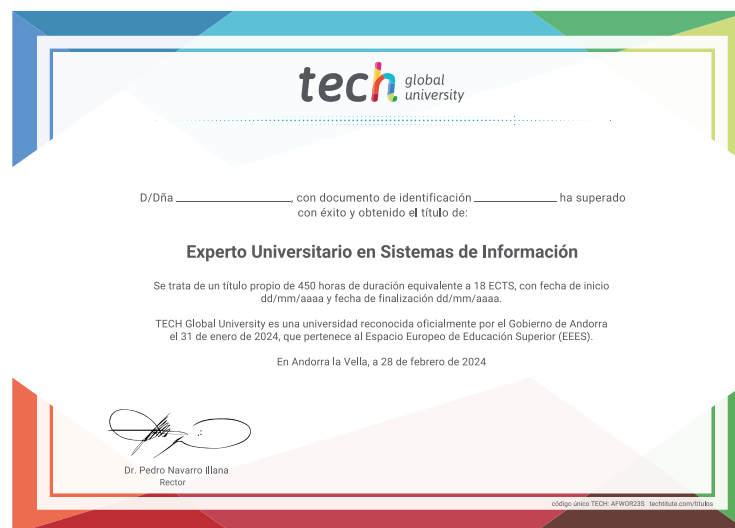 tech global
university
D/Dña ____________________, con documento de identificación ______________ ha superado
con éxito y obtenido el título de:
Experto Universitario en Sistemas de Información
Se trata de un título propio de 450 horas de duración equivalente a 18 ECTS, con fecha de inicio
dd/mm/aaaa y fecha de finalización dd/mm/aaaa.
TECH Global University es una universidad reconocida oficialmente por el Gobierno de Andorra
el 31 de enero de 2024, que pertenece al Espacio Europeo de Educación Superior (EEES).
En Andorra la Vella, a 28 de febrero de 2024
Dr. Pedro Navarro Illana
Rector
código único TECH: AFWOR23S techtitute.com/titulos